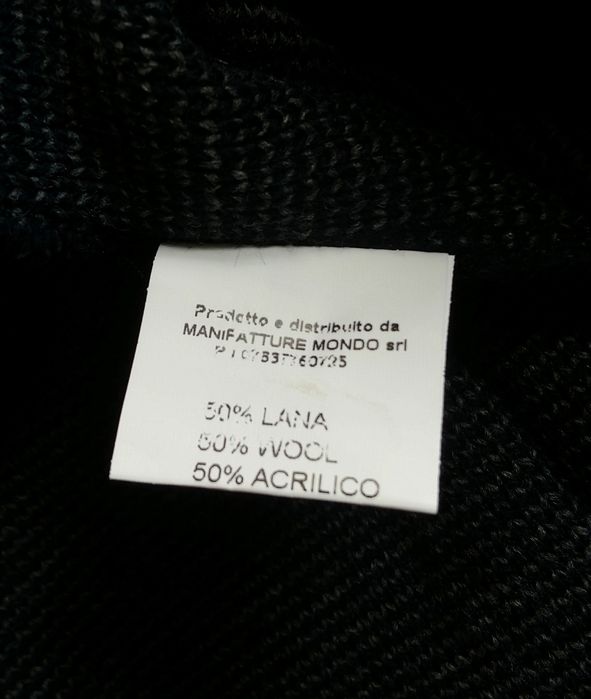 Prodotto e distribuito da
MANIFATTURE MONDO srl
P I
50% LANA
50% WOOL
50% ACRILICO